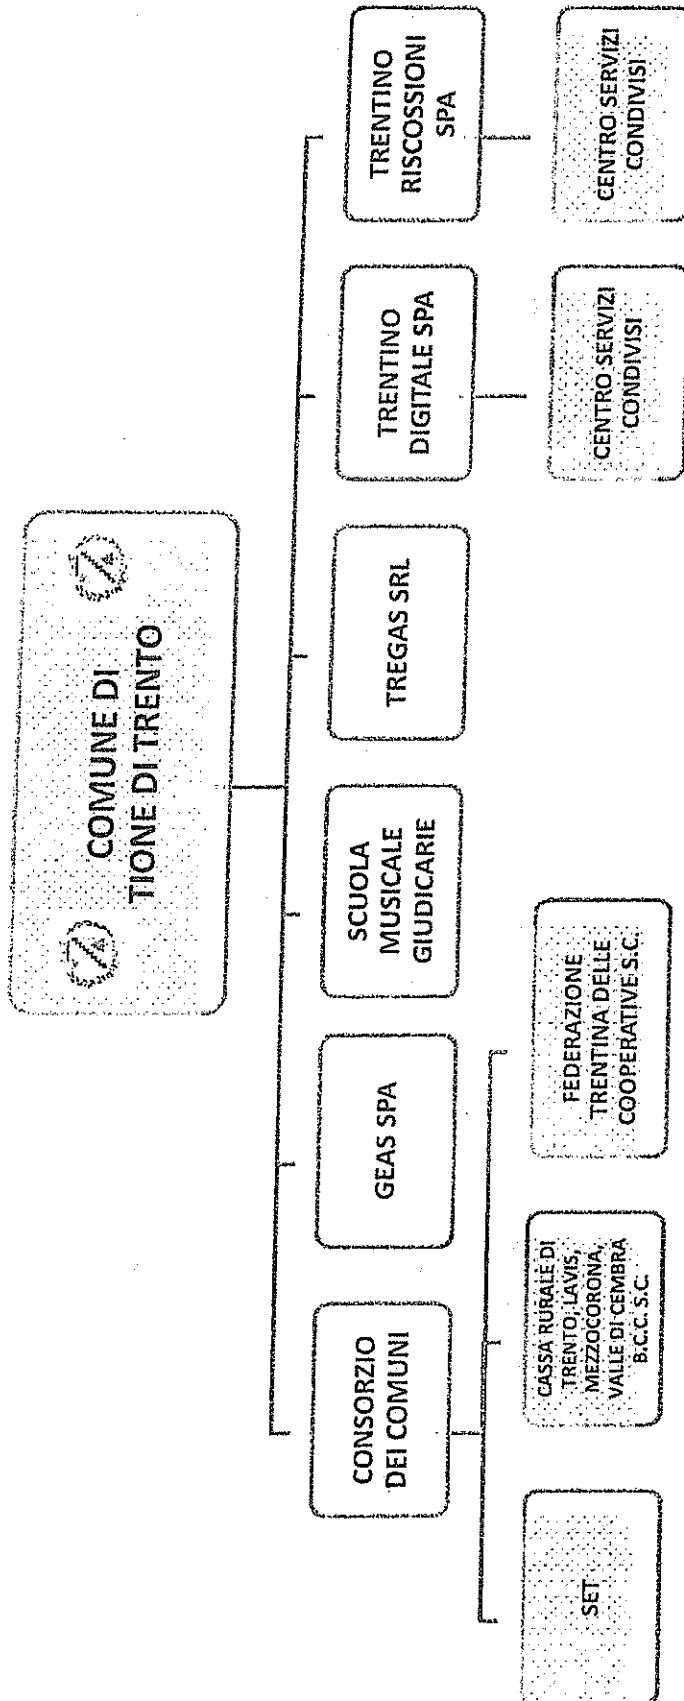 COMUNE DI
TIONE DI TRENTO
CONSORZIO
DEI COMUNI
GEAS SPA
SCUOLA
MUSICALE
GIUDICARIE
TREGAS SRL
TRENTINO
DIGITALE SPA
TRENTINO
RISCOSSIONI
SPA
SET
CASSA RURALE DI
TRENTO, LAVIS,
MEZZOCORONA,
VALLE DI CEMBRA
B.C.C. S.C.
FEDERAZIONE
TRENTINA DELLE
COOPERATIVE S.C.
CENTRO SERVIZI
CONDIVISI
CENTRO SERVIZI
CONDIVISI